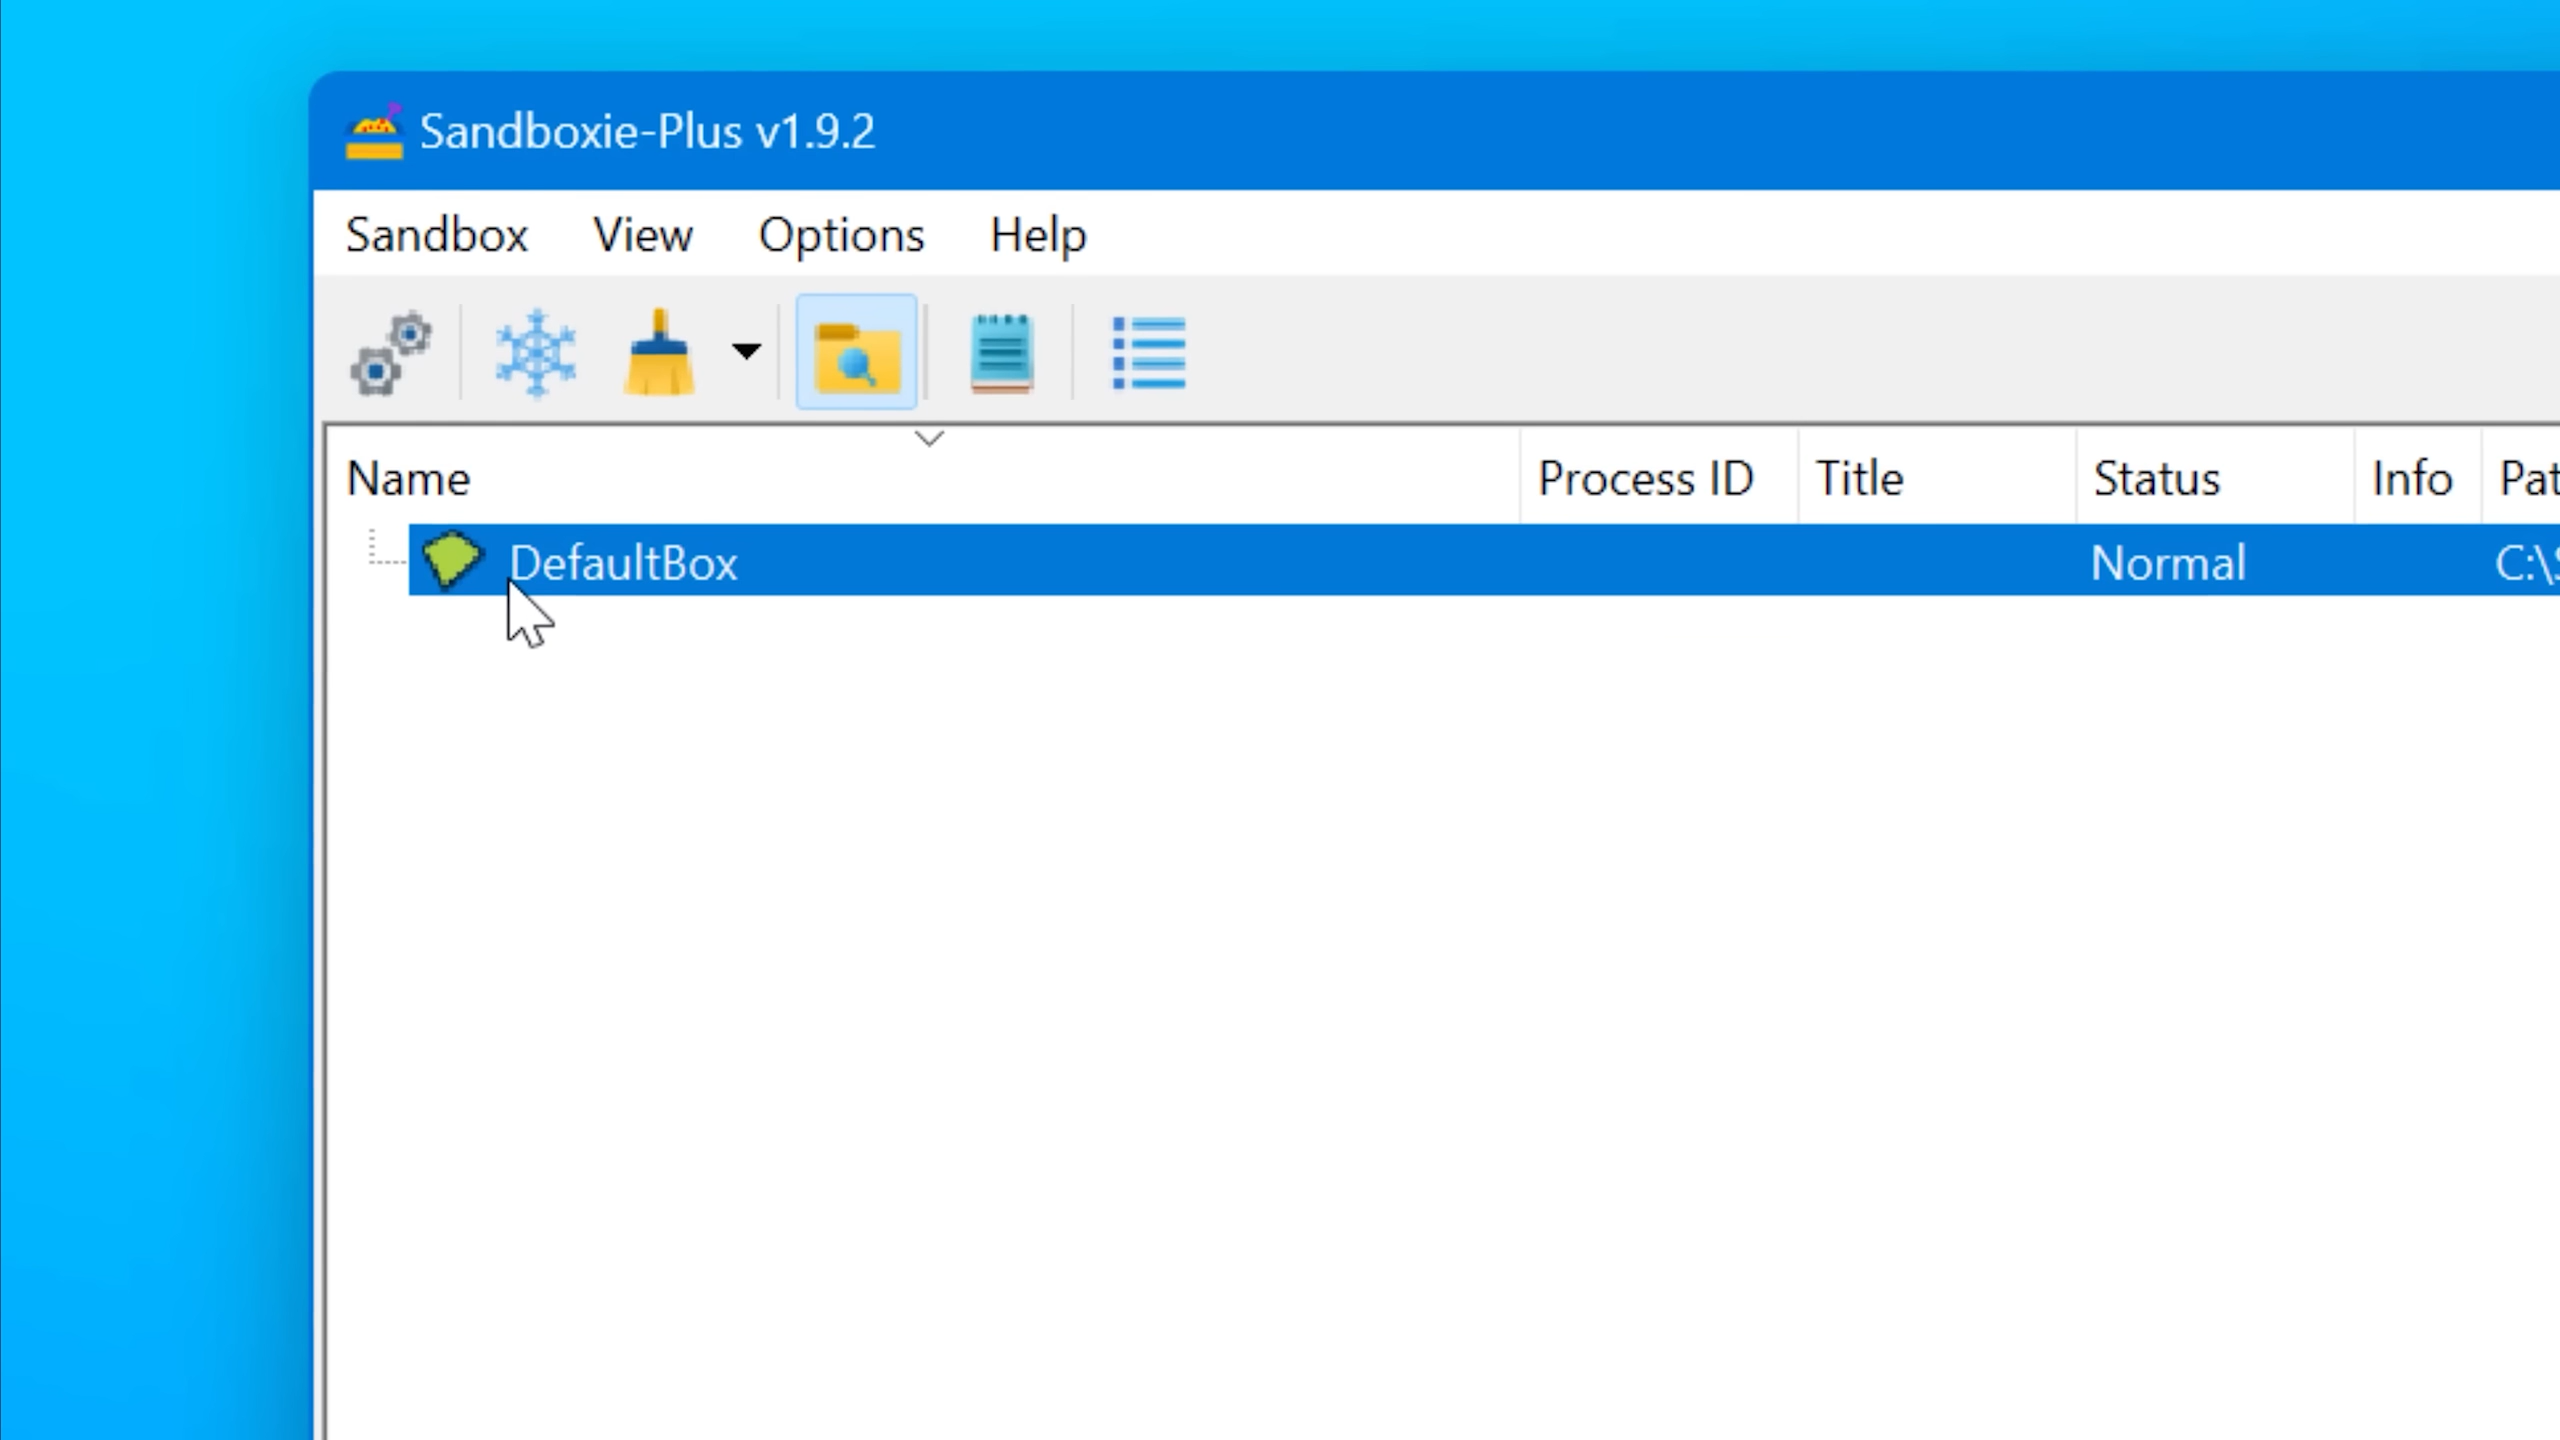 Sandboxie-Plus v1.9.2
Sandbox View Options Help
Name Process ID Title Status Info
DefaultBox Normal